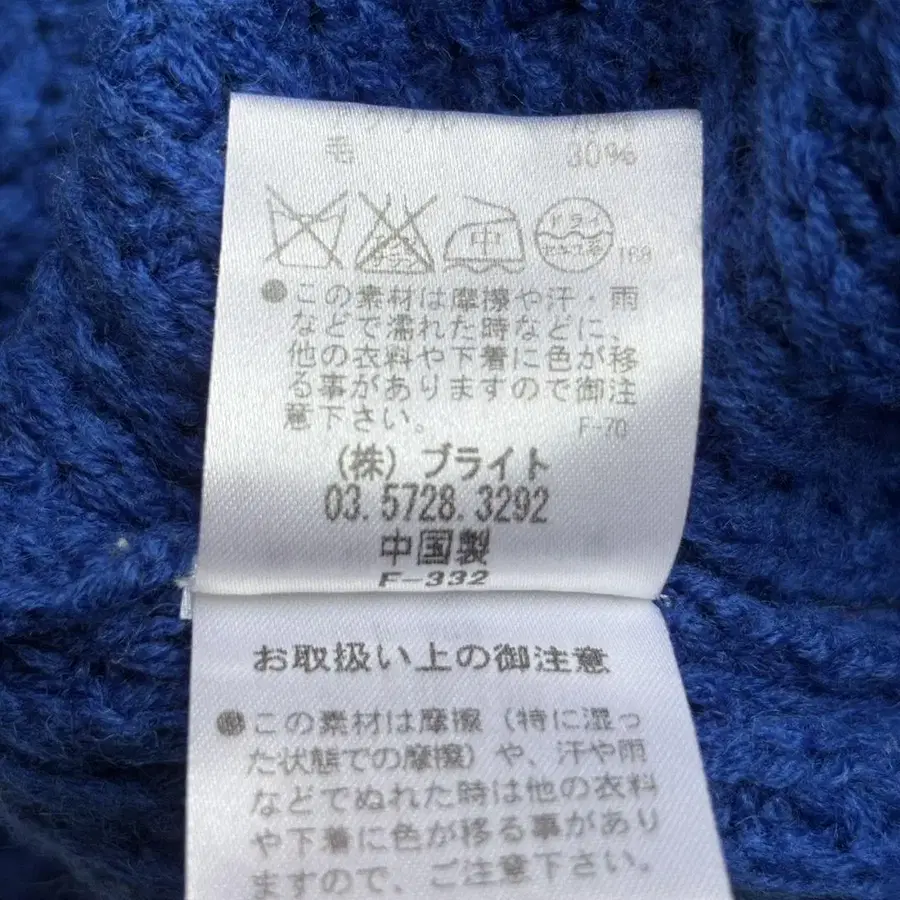 毛 30%
中
ドライ
●この素材は摩擦や汗・雨
などで濡れた時などに、
他の衣料や下着に色が移
る事がありますので御注
意下さい。
F-70
(株) ブライト
03.5728.3292
中国製
F-332
お取扱い上の御注意
●この素材は摩擦(特に湿っ
た状態での摩擦)や、汗や雨
などてぬれた時は他の衣料
や下着に色が移る事があり
ますので、ご注意下さい。